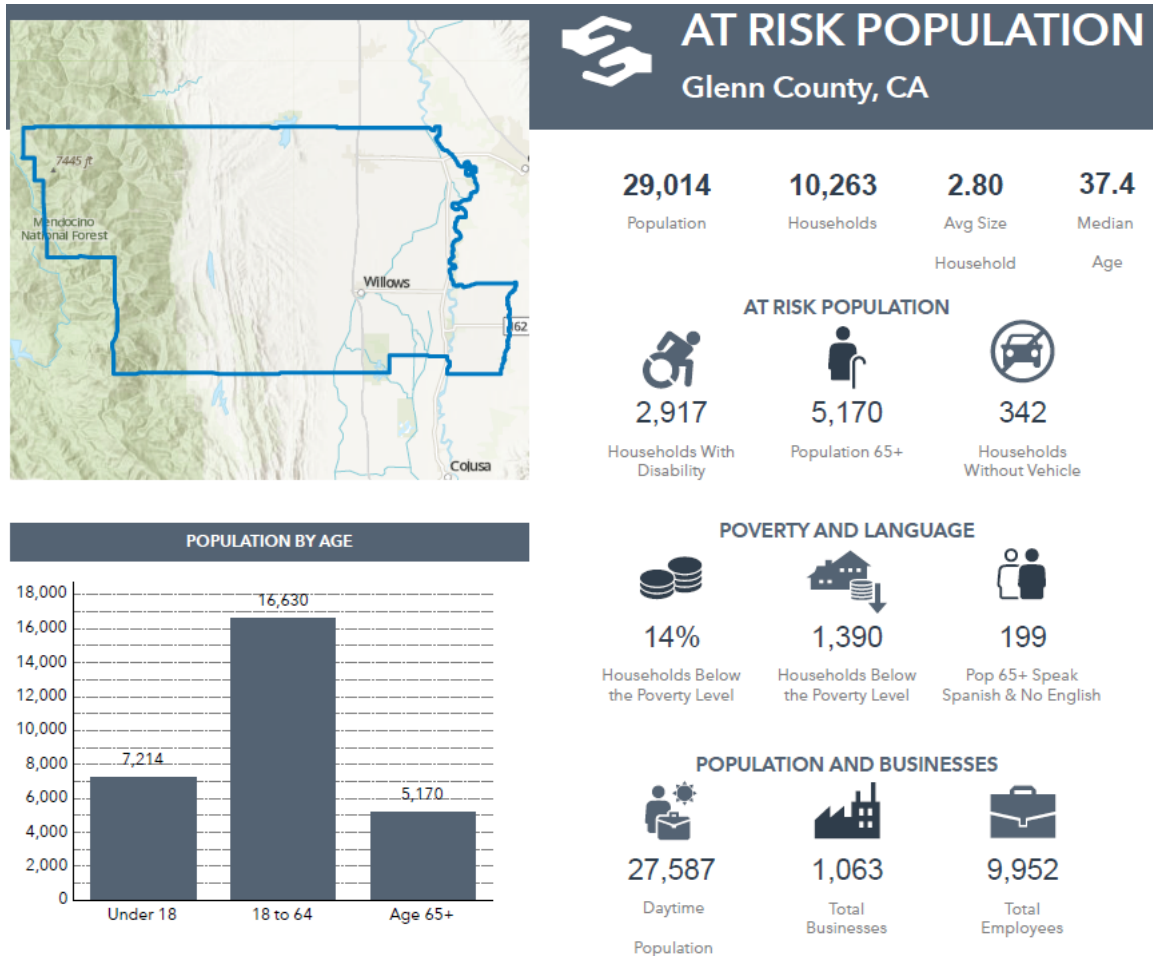 AT RISK POPULATION
Glenn County, CA
7445 ft
Mendocino
National Forest
Willows
162
Colusa
29,014
Population
10,263
Households
2.80
Avg Size
Household
37.4
Median
Age
AT RISK POPULATION
2,917
Households With
Disability
5,170
Population 65+
342
Households
Without Vehicle
POPULATION BY AGE
18,000
16,000
14,000
12,000
10,000
8,000
6,000
4,000
2,000
0
7,214
16,630
5,170
Under 18
18 to 64
Age 65+
POVERTY AND LANGUAGE
14%
Households Below
the Poverty Level
1,390
Households Below
the Poverty Level
199
Pop 65+ Speak
Spanish & No English
POPULATION AND BUSINESSES
27,587
Daytime
Population
1,063
Total
Businesses
9,952
Total
Employees